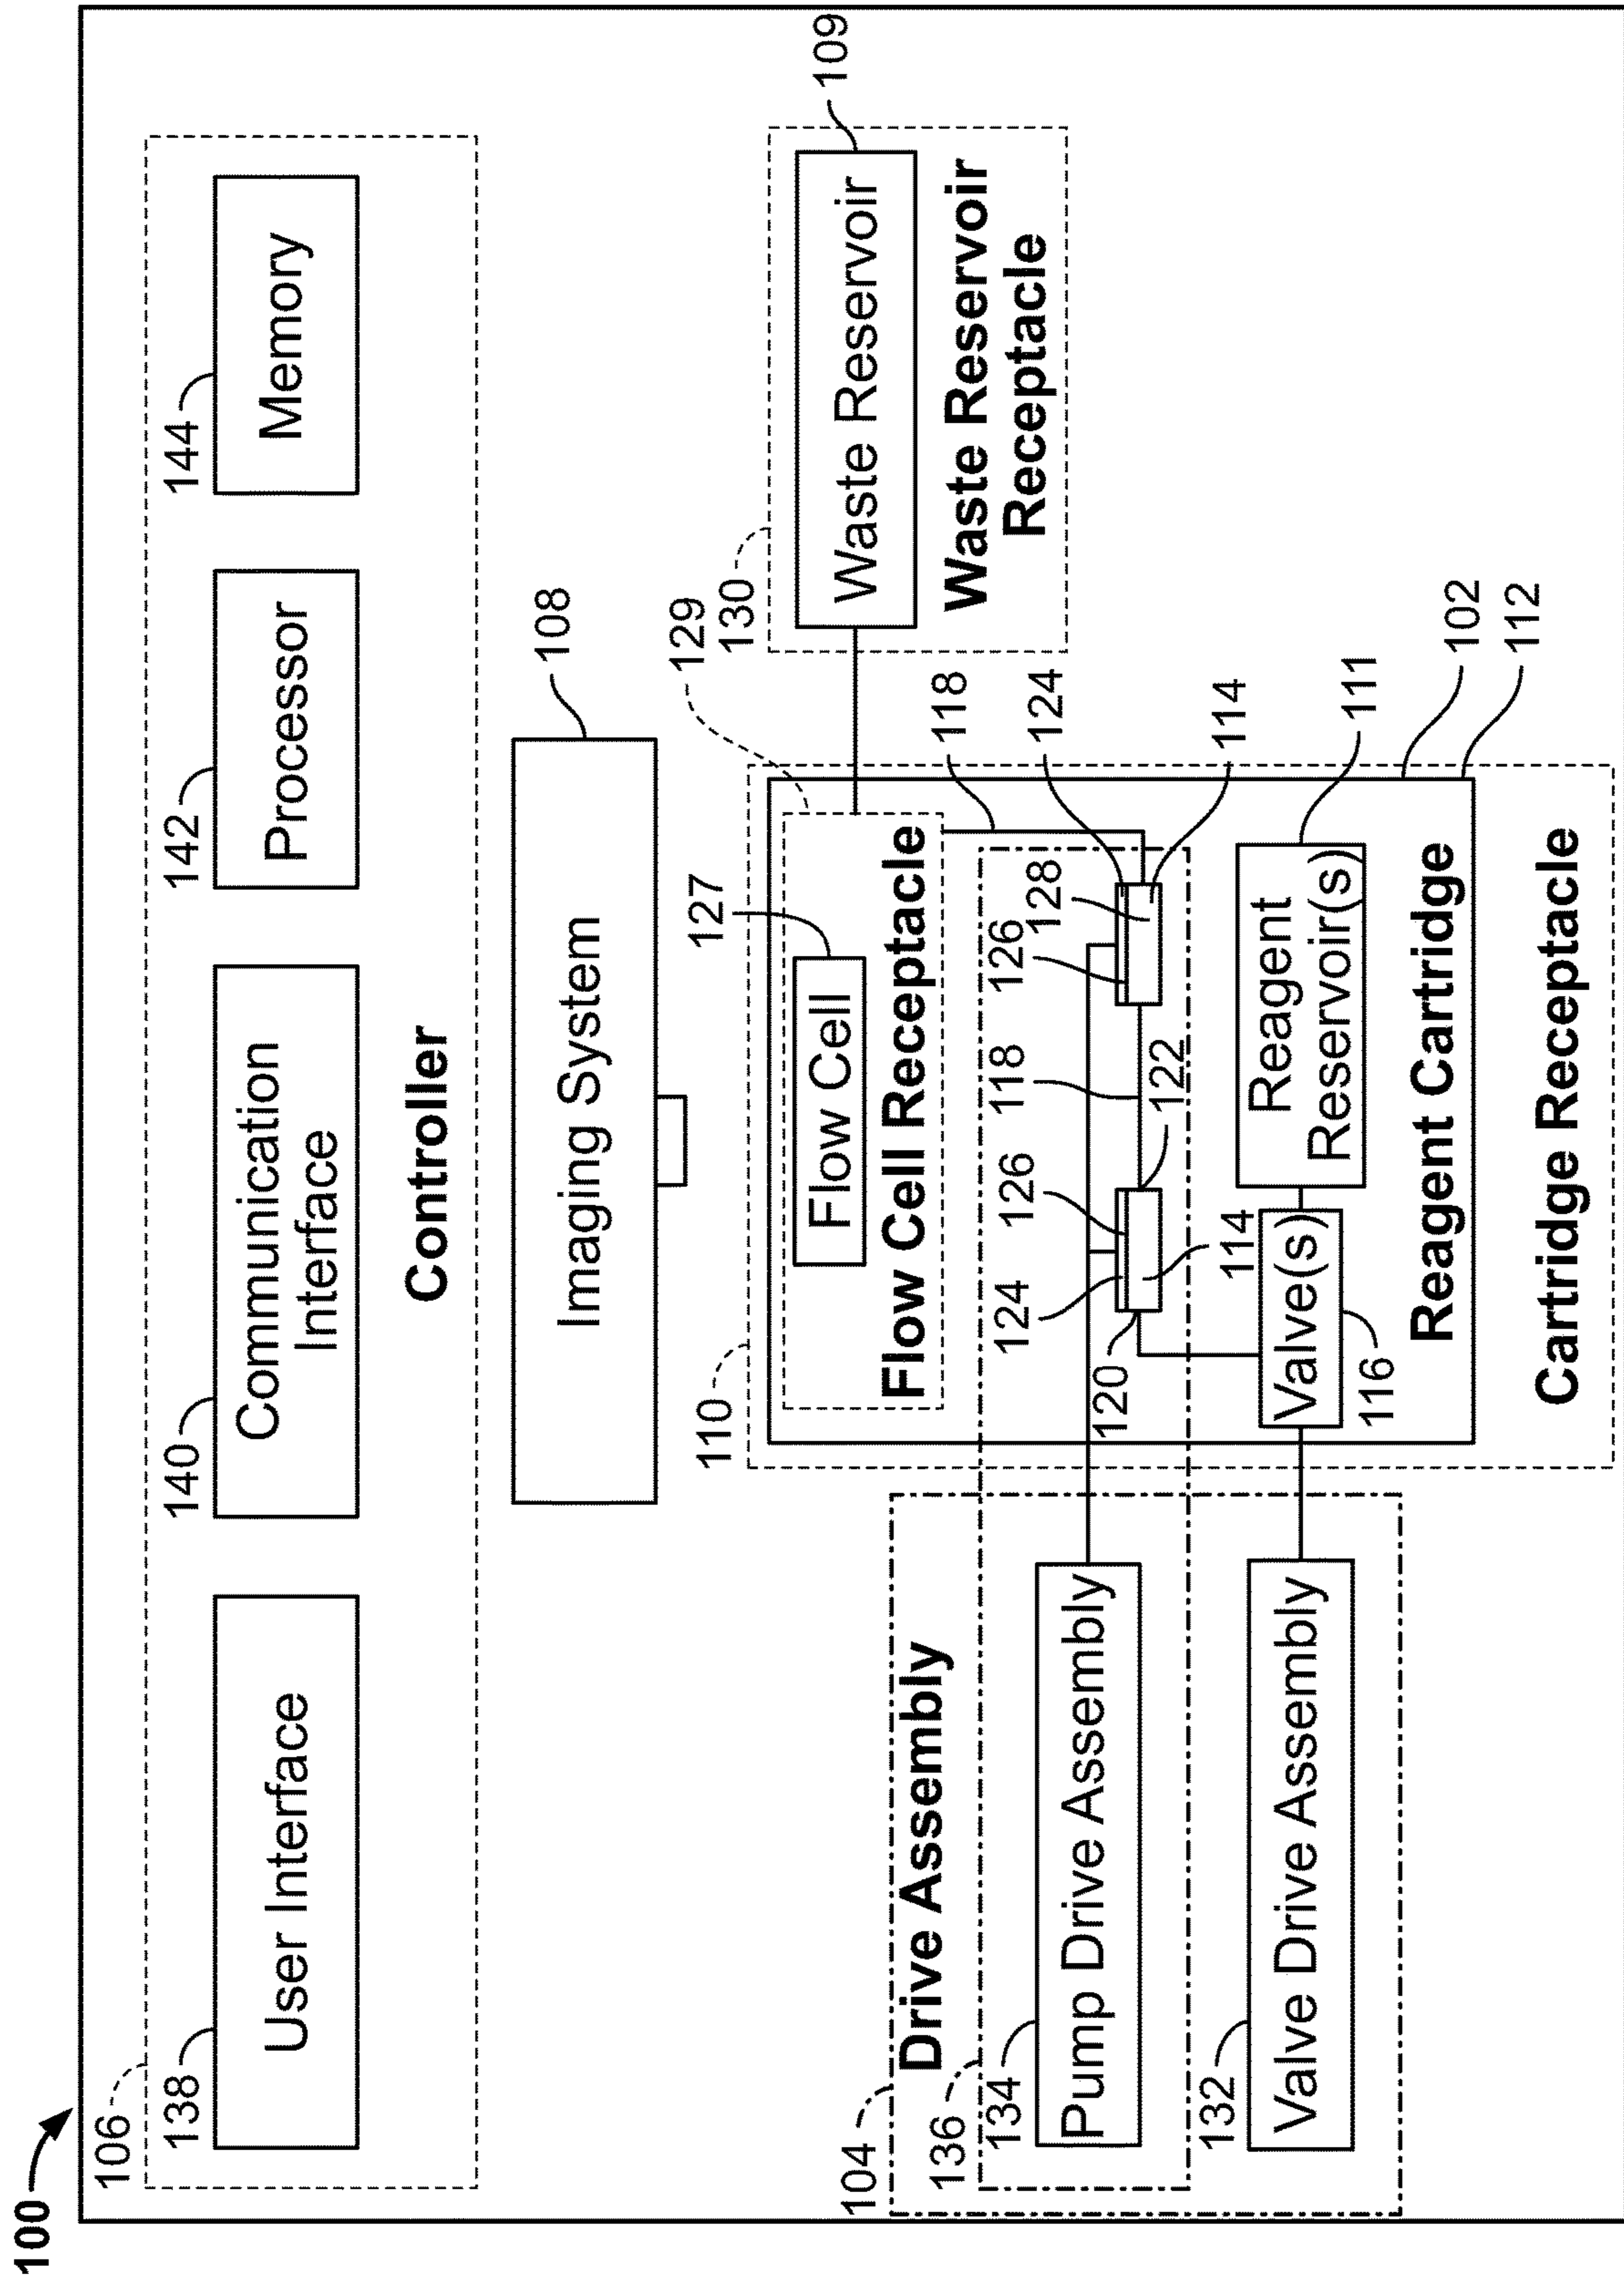 100
106
138
User Interface
140
Communication
Interface
142
Processor
144
Memory
Controller
108
Imaging System
109
Waste Reservoir
130
Waste Reservoir
Receptacle
129
110
127
Flow Cell
Flow Cell Receptacle
118
124
114
128
126
118
122
126
124
114
120
111
Reagent
Reservoir(s)
Valve(s)
116
Reagent Cartridge
102
112
Cartridge Receptacle
104
Drive Assembly
136
134
Pump Drive Assembly
132
Valve Drive Assembly